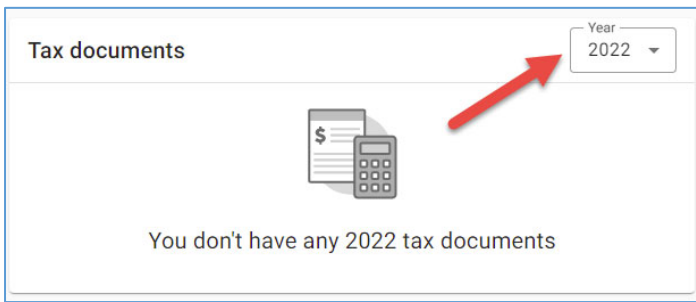 Tax documents
Year
2022
$
You don't have any 2022 tax documents